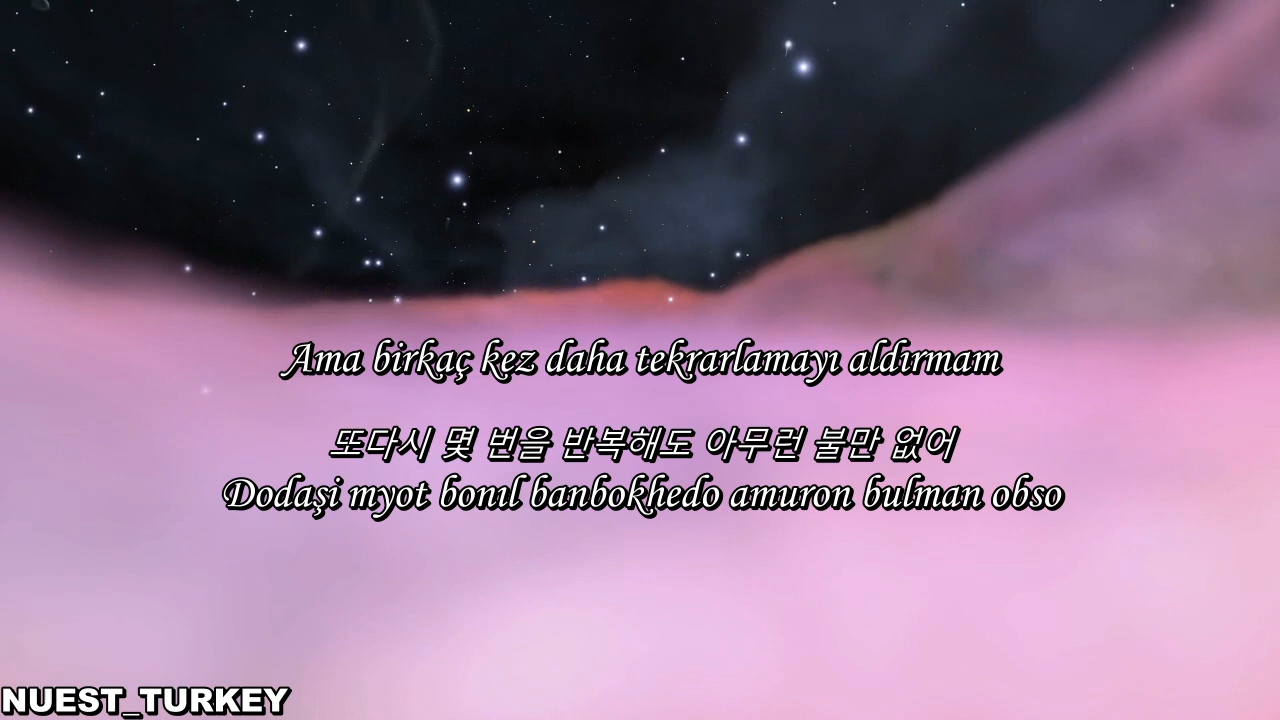 Ama birkaç kez daha tekrarlamayı aldırmam
또다시 몇 번을 반복해도 아무런 불만 없어
Dodaşi myot bonıl banbokhedo amuron bulman obso
NUEST_TURKEY